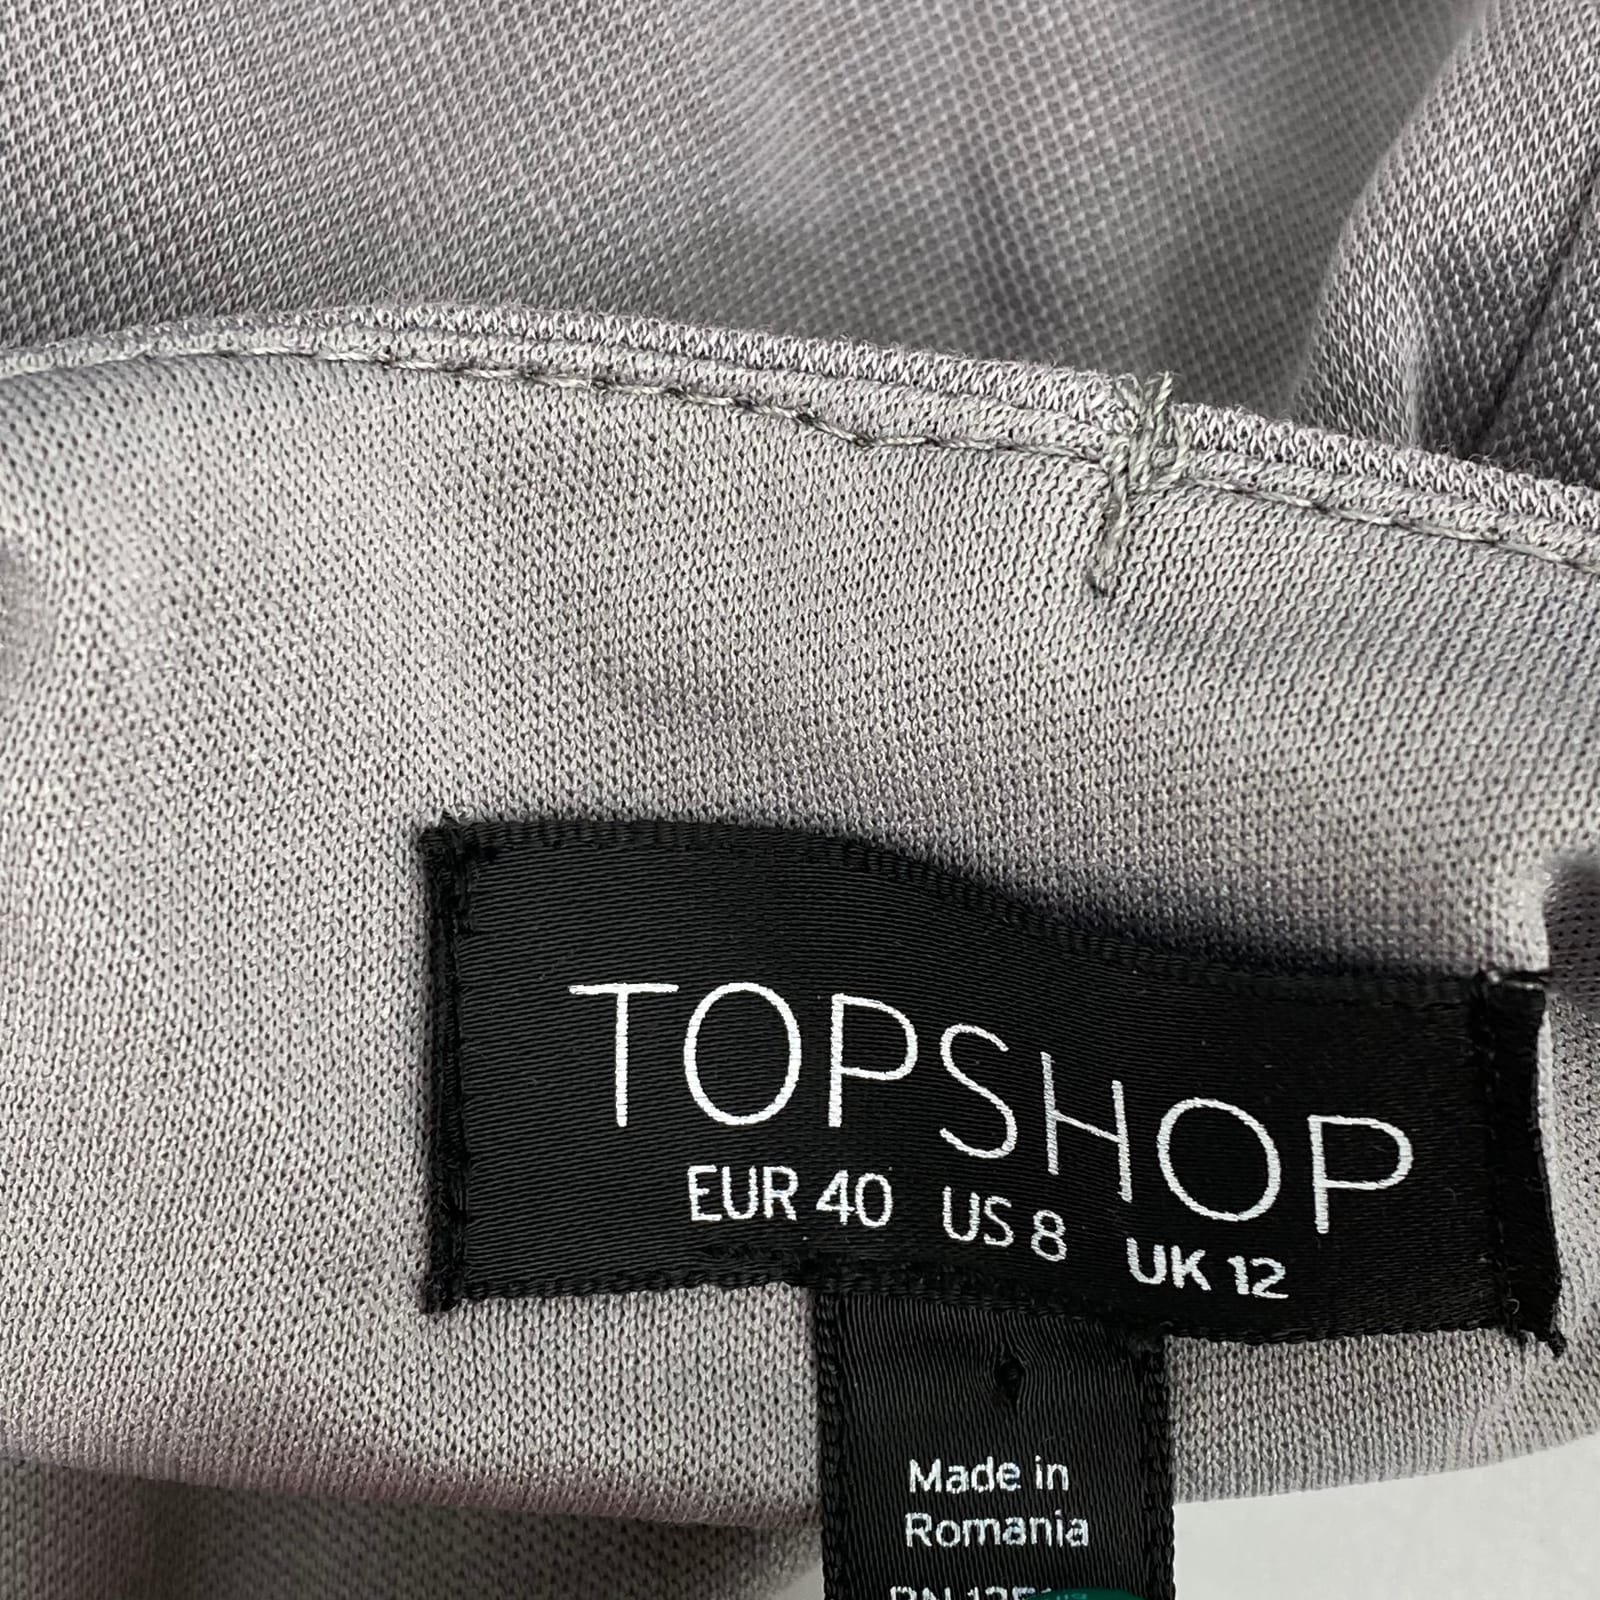 TOPSHOP
EUR 40 US 8 UK 12
Made in
Romania